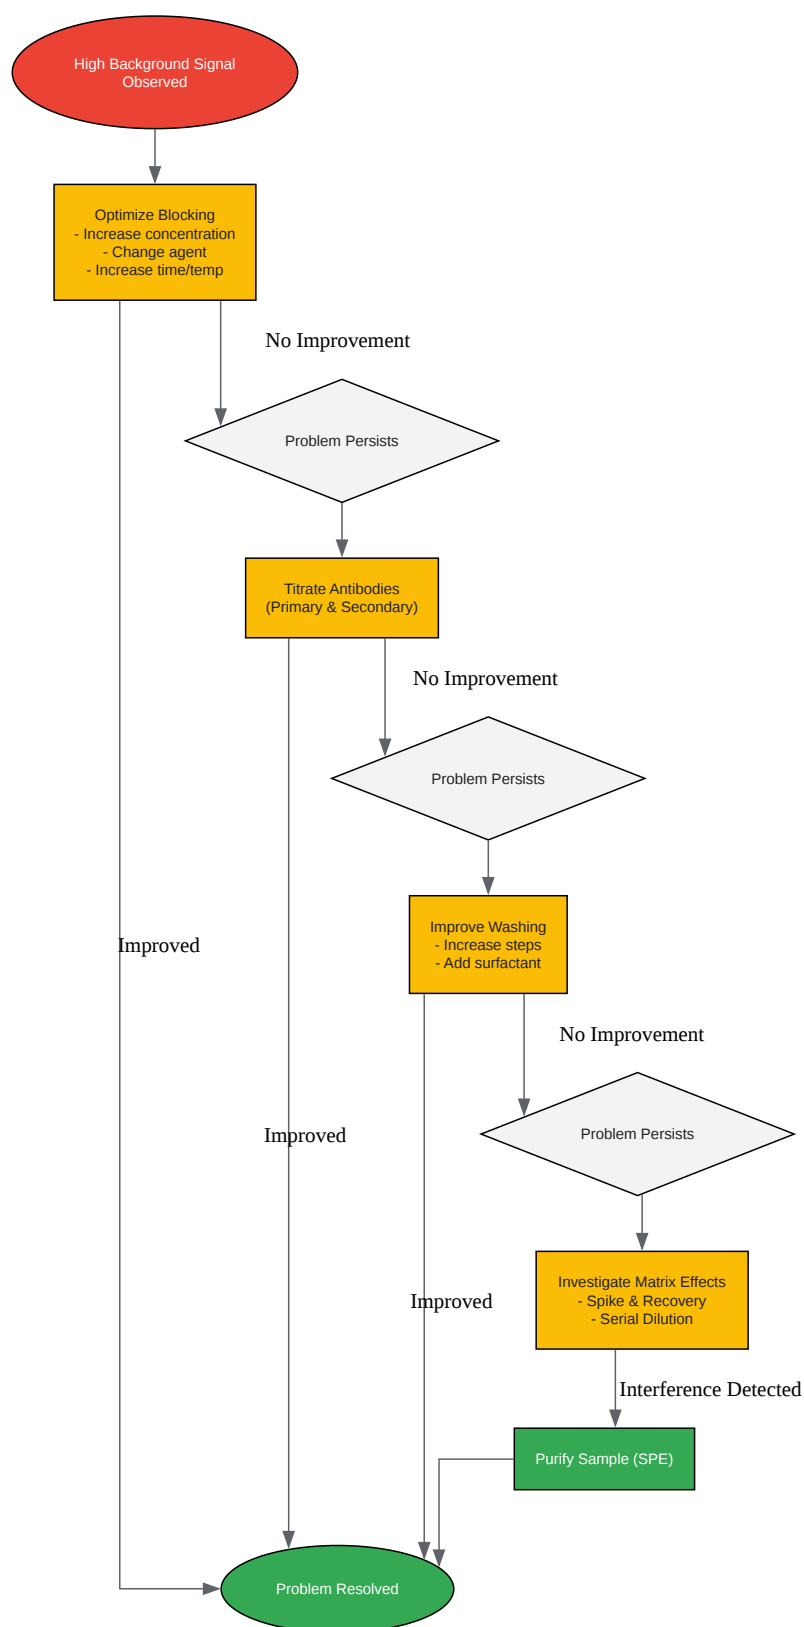 High Background Signal
Observed
Optimize Blocking
- Increase concentration
- Change agent
- Increase time/temp
No Improvement
Problem Persists
Titrate Antibodies
(Primary & Secondary)
No Improvement
Problem Persists
Improve Washing
- Increase steps
- Add surfactant
Improved
No Improvement
Problem Persists
Improved
Investigate Matrix Effects
- Spike & Recovery
- Serial Dilution
Improved
Interference Detected
Purify Sample (SPE)
Problem Resolved